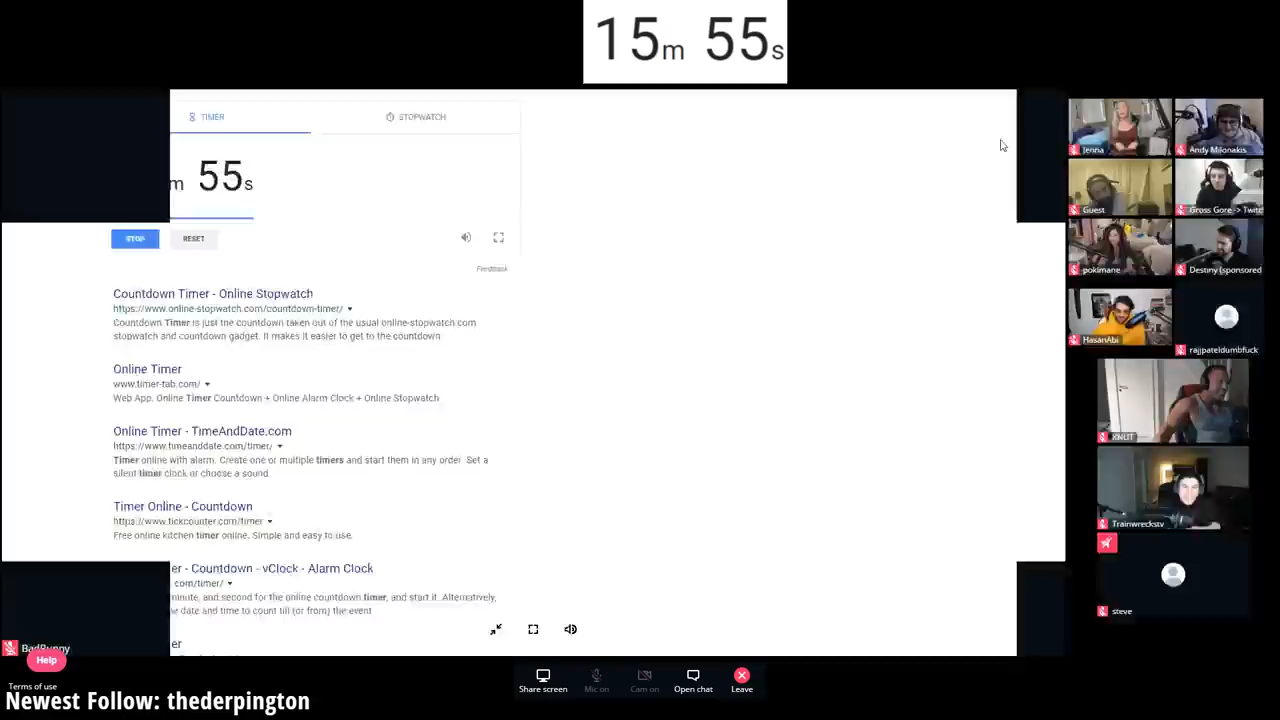 15m 55s
TIMER
STOPWATCH
m 55s
STOP
RESET
Feedback
Countdown Timer - Online Stopwatch
https://www.online-stopwatch.com/countdown-timer/
Countdown Timer is just the countdown taken out of the usual online-stopwatch.com
stopwatch and countdown gadget. It makes it easier to get to the countdown
Online Timer
www.timer-tab.com/
Web App. Online Timer Countdown + Online Alarm Clock + Online Stopwatch
Online Timer - TimeAndDate.com
https://www.timeanddate.com/timer/
Timer online with alarm. Create one or multiple timers and start them in any order. Set a
silent timer clock or choose a sound
Timer Online - Countdown
https://www.tickcounter.com/timer
Free online kitchen timer online. Simple and easy to use.
er - Countdown - vClock - Alarm Clock
com/timer/
minute, and second for the online countdown timer, and start it. Alternatively,
w date and time to count till (or from) the event
er
Jenna
Andy Milonakis
Guest
Gross Gore -> Twitc
pokimane
Destiny (sponsored
HasanAbi
rajjpateldumbfuck
KNUT
Trainwreckstv
steve
BadBunny
Help
Terms of use
Share screen
Mic on
Cam on
Open chat
Leave
Newest Follow: thederpington